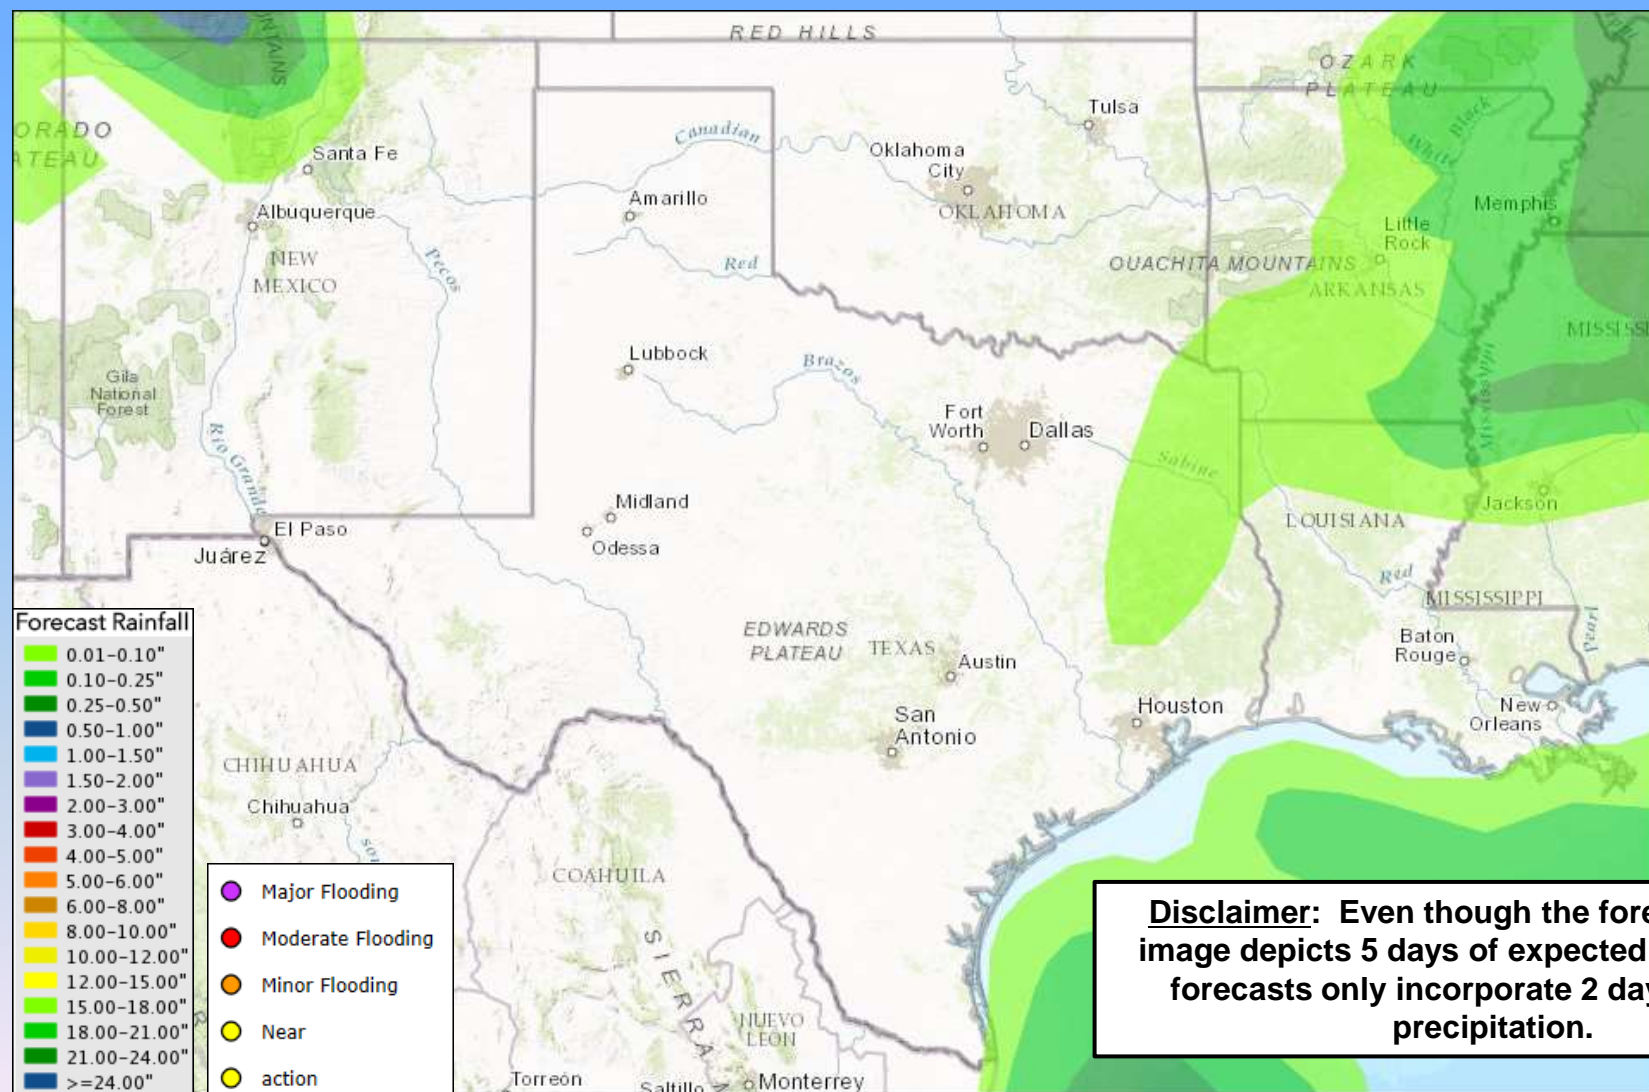 RED HILLS
OZARK
PLATEAU
Tulsa
ORADO
ATEAU
NTAINS
Santa Fe
Canadian
Oklahoma
City
Black
White
Amarillo
Memphis
Albuquerque
OKLAHOMA
Little
Rock
NEW
MEXICO
Pecos
Red
OUACHITA MOUNTAINS
ARKANSAS
MISSISS
Lubbock
Brazos
Gila
National
Forest
Mississippi
Fort
Worth
Dallas
Rio Grande
Sabine
Midland
Jackson
El Paso
Odessa
LOUISIANA
Juárez
Red
MISSISSIPPI
Pearl
EDWARDS
PLATEAU
TEXAS
Austin
Baton
Rouge
San
Antonio
Houston
New
Orleans
CHIHUAHUA
Chihuahua
COAHUILA
SIERRA
NUEVO
LEON
Torreón
Saltillo
Monterrey
Forecast Rainfall
0.01-0.10"
0.10-0.25"
0.25-0.50"
0.50-1.00"
1.00-1.50"
1.50-2.00"
2.00-3.00"
3.00-4.00"
4.00-5.00"
5.00-6.00"
6.00-8.00"
8.00-10.00"
10.00-12.00"
12.00-15.00"
15.00-18.00"
18.00-21.00"
21.00-24.00"
>=24.00"
Major Flooding
Moderate Flooding
Minor Flooding
Near
action
Disclaimer: Even though the fore
image depicts 5 days of expected
forecasts only incorporate 2 day
precipitation.